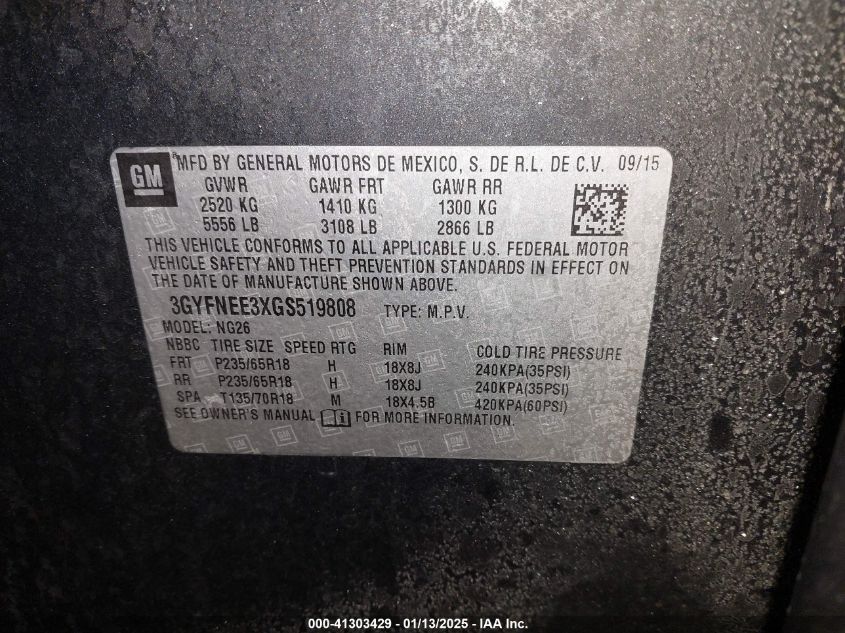 GM ® MFD BY GENERAL MOTORS DE MEXICO, S. DE R.L. DE C.V. 09/15
GVWR GAWR FRT GAWR RR
2520 KG 1410 KG 1300 KG
5556 LB 3108 LB 2866 LB
THIS VEHICLE CONFORMS TO ALL APPLICABLE U.S. FEDERAL MOTOR
VEHICLE SAFETY AND THEFT PREVENTION STANDARDS IN EFFECT ON
THE DATE OF MANUFACTURE SHOWN ABOVE.
3GYFNEE3XGS519808 TYPE: M.P.V.
MODEL: NG26
NBBC TIRE SIZE SPEED RTG RIM COLD TIRE PRESSURE
FRT P235/65R18 H 18X8J 240KPA(35PSI)
RR P235/65R18 H 18X8J 240KPA(35PSI)
SPA T135/70R18 M 18X4.5B 420KPA(60PSI)
SEE OWNER'S MANUAL FOR MORE INFORMATION.
000-41303429 - 01/13/2025 - IAA Inc.